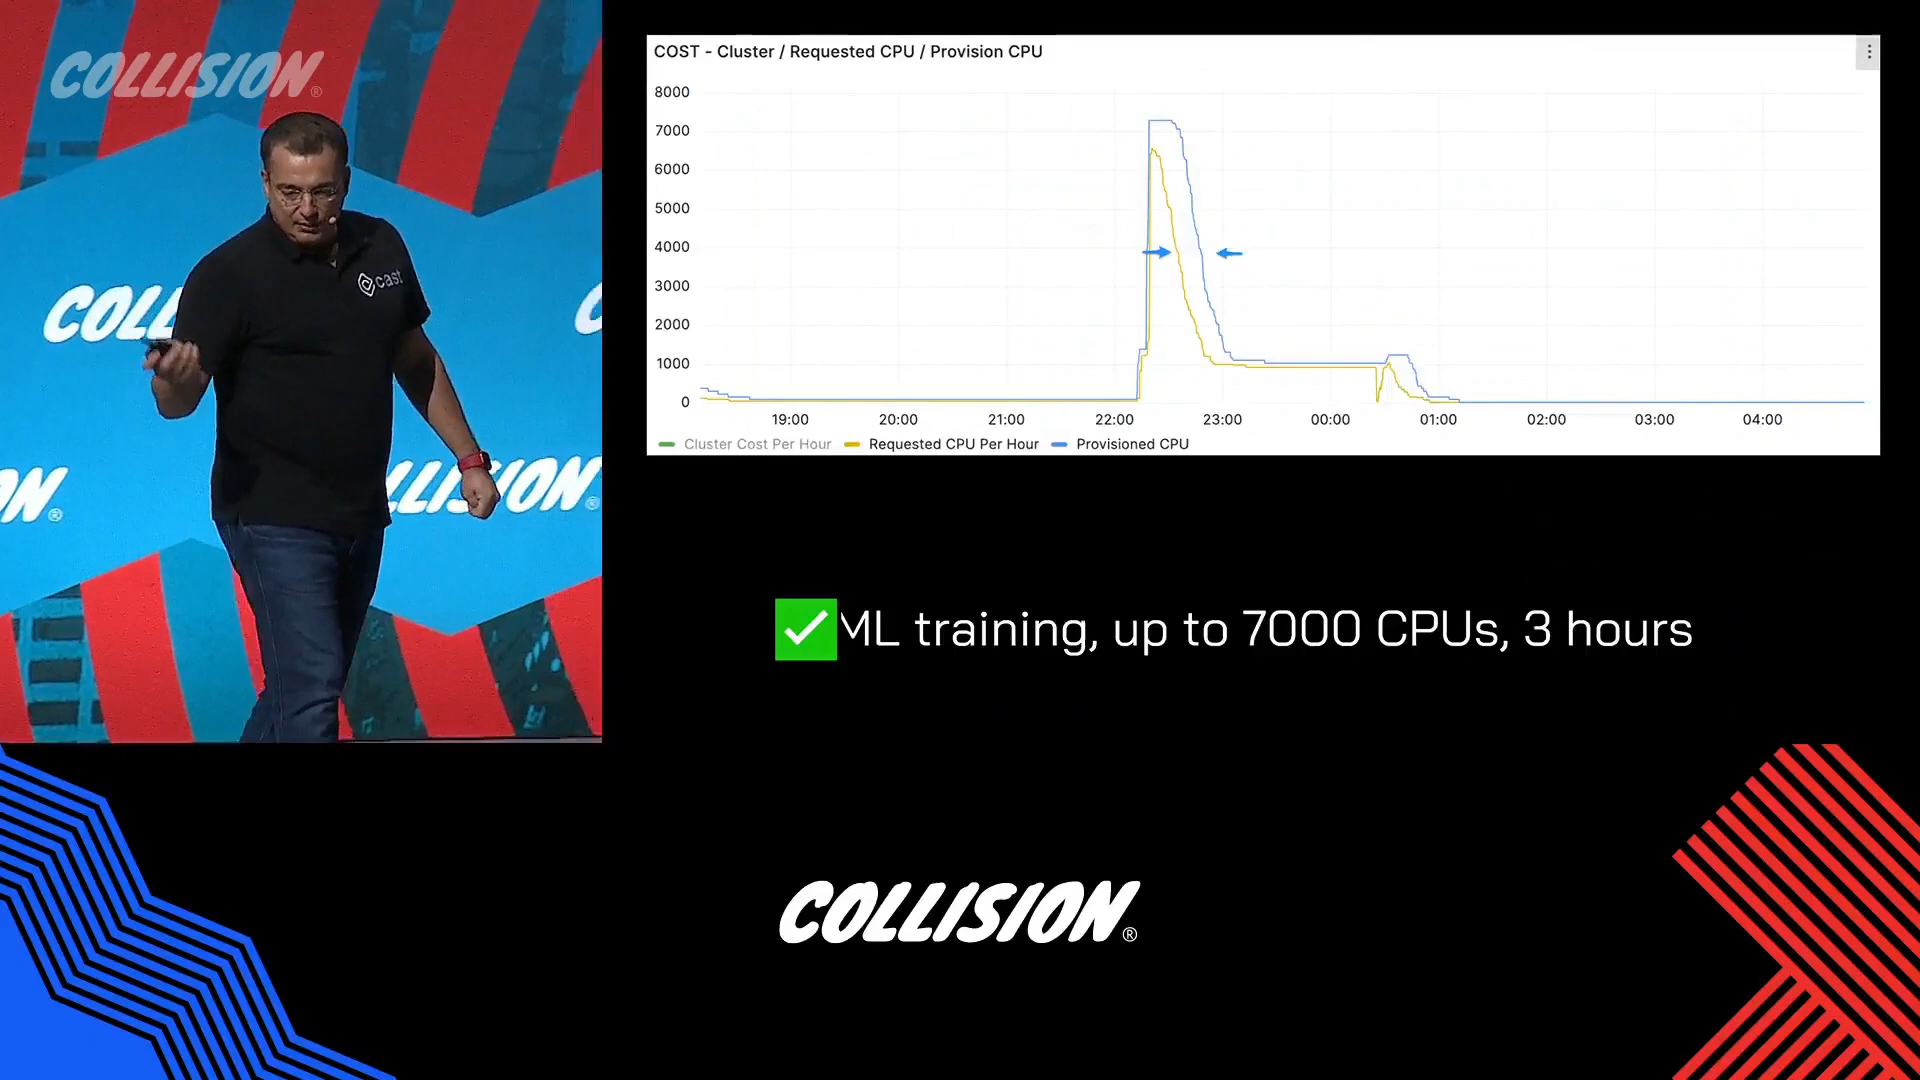 COLLISION®
cast
COLL
C
ON®
LLISION®
COST - Cluster / Requested CPU / Provision CPU
8000
7000
6000
5000
4000
3000
2000
1000
0
19:00 20:00 21:00 22:00 23:00 00:00 01:00 02:00 03:00 04:00
Cluster Cost Per Hour Requested CPU Per Hour Provisioned CPU
✅ML training, up to 7000 CPUs, 3 hours
COLLISION®